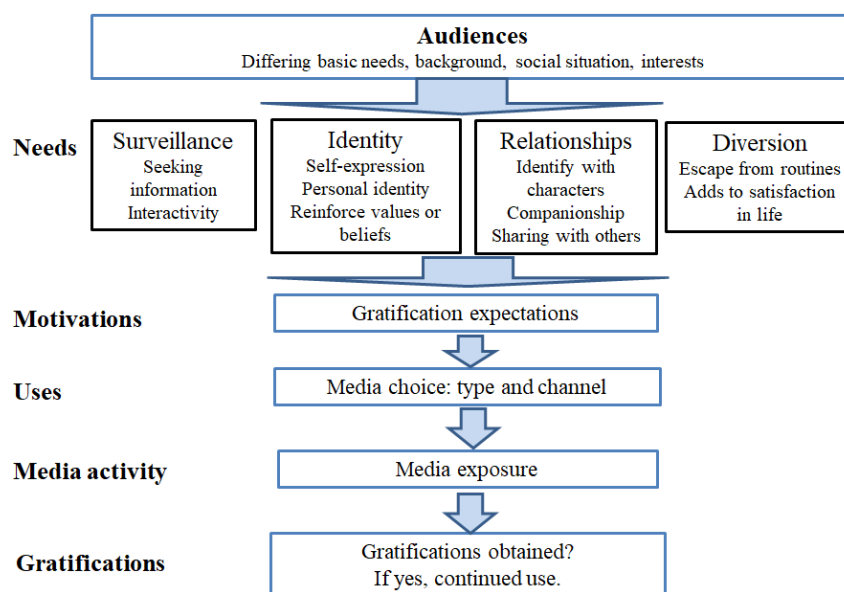 Audiences
Differing basic needs, background, social situation, interests
Needs
Surveillance
Seeking
information
Interactivity
Identity
Self-expression
Personal identity
Reinforce values or
beliefs
Relationships
Identify with
characters
Companionship
Sharing with others
Diversion
Escape from routines
Adds to satisfaction
in life
Motivations
Gratification expectations
Uses
Media choice: type and channel
Media activity
Media exposure
Gratifications
Gratifications obtained?
If yes, continued use.